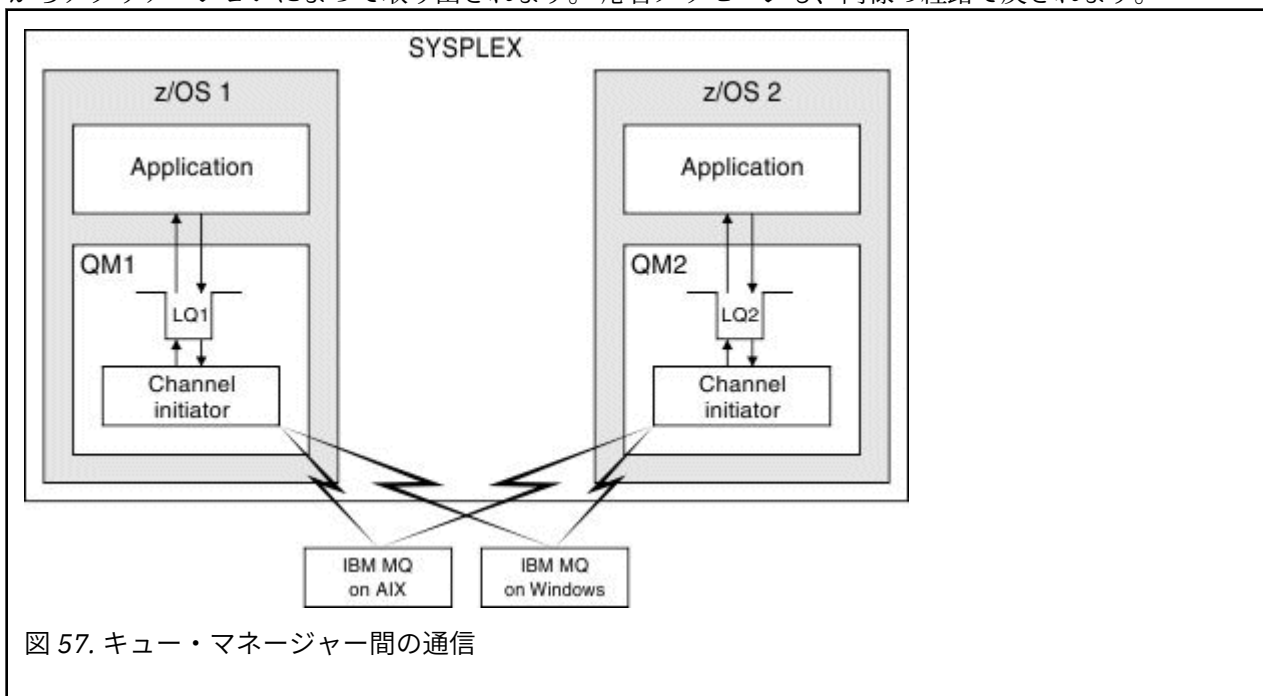 SYSPLEX
z/OS 1
z/OS 2
Application
Application
QM1
QM2
LQ1
LQ2
Channel
initiator
Channel
initiator
IBM MQ
on AIX
IBM MQ
on Windows
図 57. キュー・マネージャー間の通信